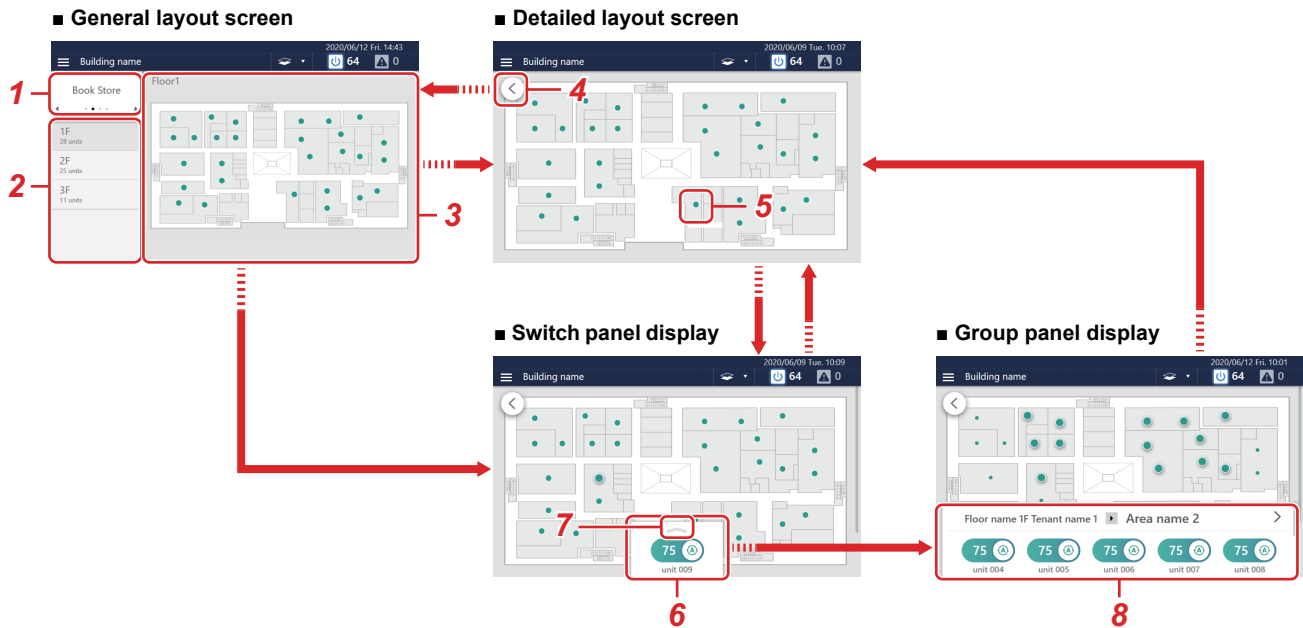 ■ General layout screen
2020/06/12 Fri. 14:43
Building name
64
0
1
Book Store
Floor1
2
1F
28 units
2F
25 units
3F
11 units
3
■ Detailed layout screen
2020/06/09 Tue. 10:07
Building name
64
0
4
5
■ Switch panel display
2020/06/09 Tue. 10:09
Building name
64
0
7
75 A
unit 009
6
■ Group panel display
2020/06/12 Fri. 10:01
Building name
64
0
Floor name 1F Tenant name 1 Area name 2
75 A 75 A 75 A 75 A 75 A
unit 004 unit 005 unit 006 unit 007 unit 008
8